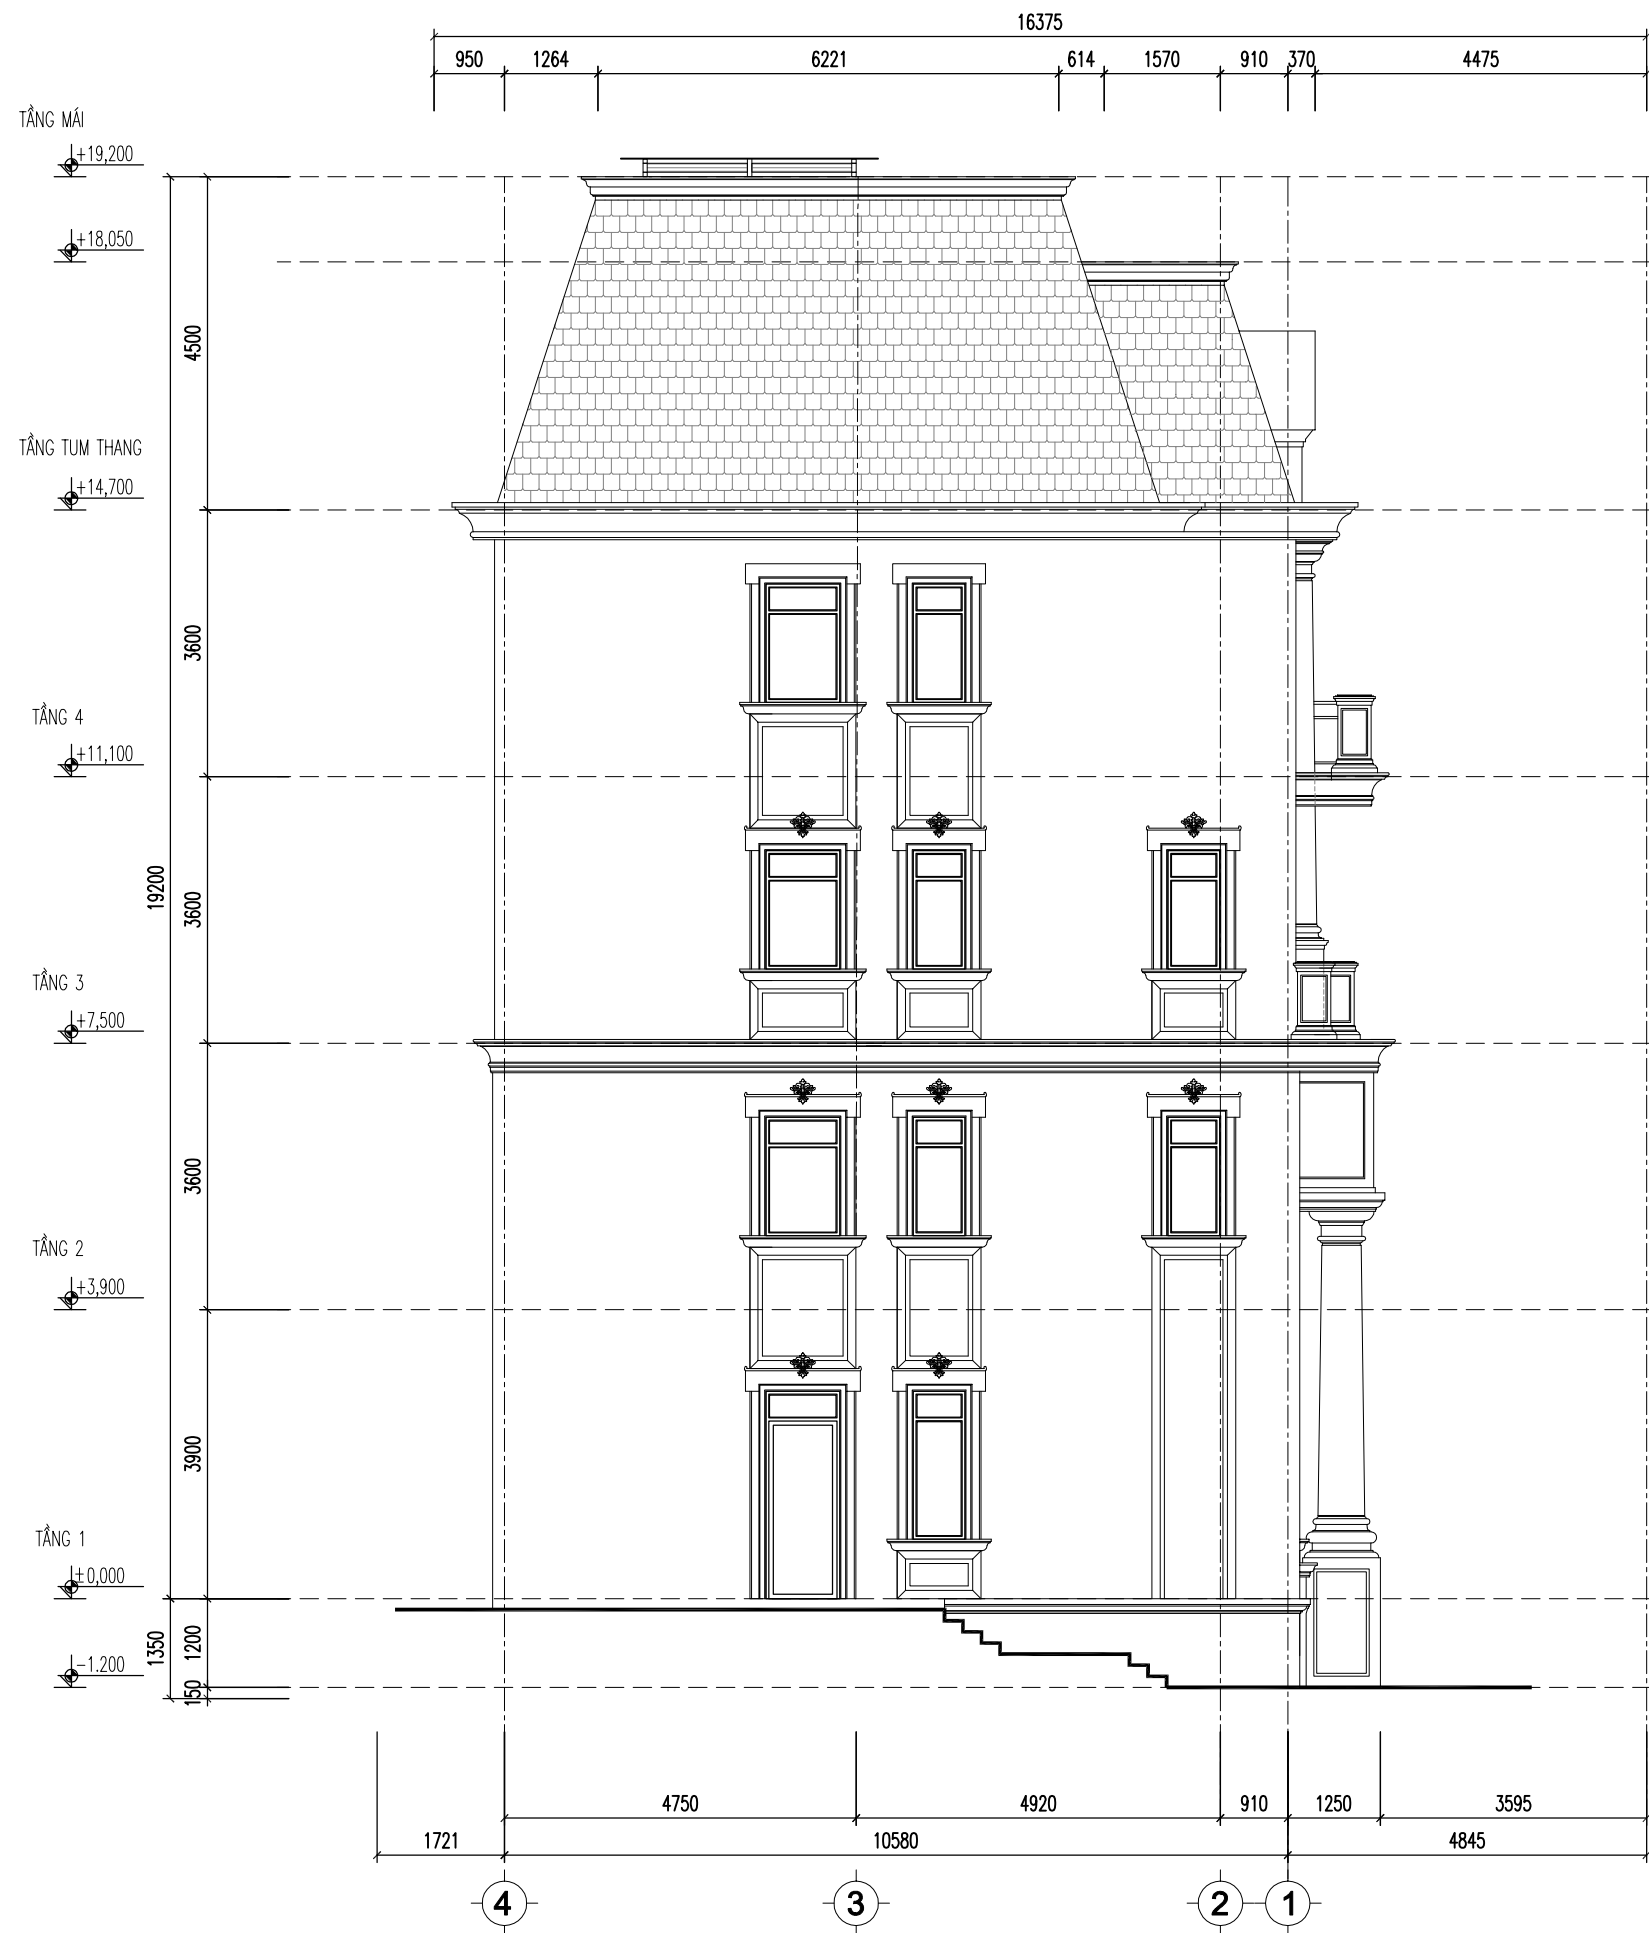 16375
950 1264 6221 614 1570 910 370 4475
TẦNG MÁI
+19,200
+18,050
4500
TẦNG TUM THANG
+14,700
3600
TẦNG 4
+11,100
19200
3600
TẦNG 3
+7,500
3600
TẦNG 2
+3,900
3900
TẦNG 1
±0,000
1350
1200
-1.200
150
4750 4920 910 1250 3595
1721 10580 4845
4 3 2 1